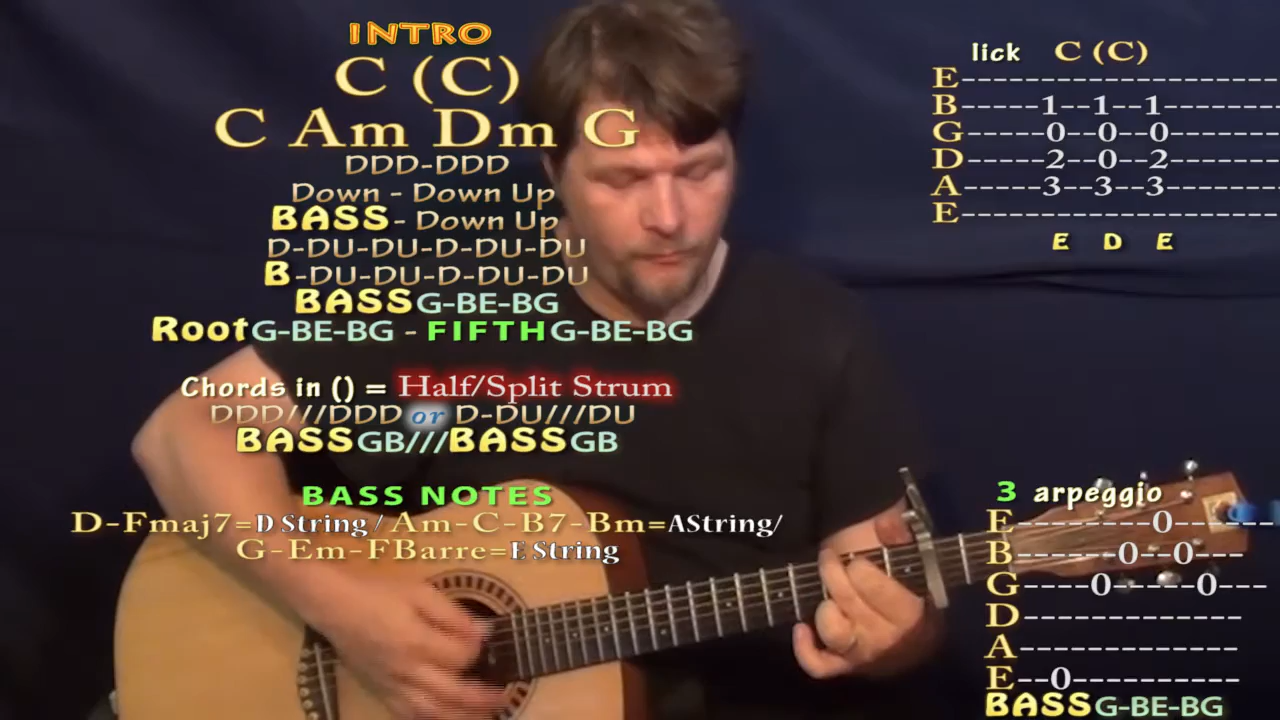 INTRO
C (C)
C Am Dm G
DDD-DDD
Down - Down Up
BASS - Down Up
D-DU-DU-D-DU-DU
B-DU-DU-D-DU-DU
BASSG-BE-BG
RootG-BE-BG - FIFTHG-BE-BG
Chords in () = Half/Split Strum
DDD///DDD or D-DU///DU
BASSGB///BASSGB
BASS NOTES
D-Fmaj7=D String / Am-C-B7-Bm=AString/
G-Em-FBarre=E String
lick C (C)
E-----------------------
B-----1--1--1-------
G-----0--0--0-------
D-----2--0--2-------
A-----3--3--3-------
E-----------------------
E D E
3 arpeggio
E--------0------
B------0--0---
G----0-----0---
D-------------
A-------------
E--0----------
BASSG-BE-BG